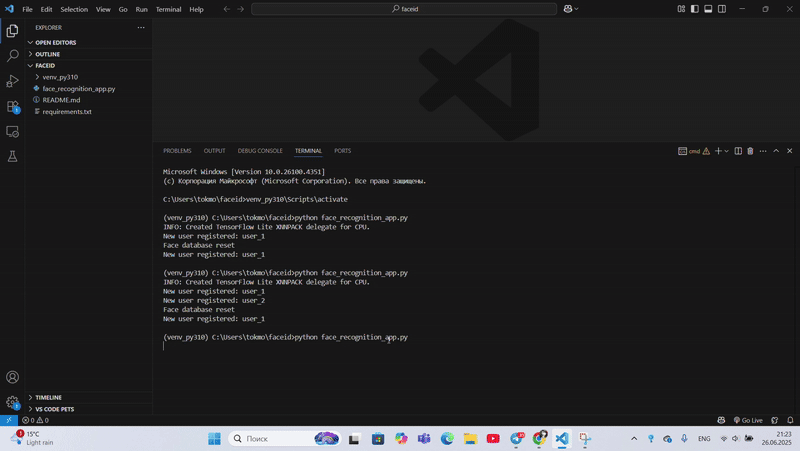 File Edit Selection View Go Run Terminal Help
faceid
EXPLORER
OPEN EDITORS
OUTLINE
FACEID
venv_py310
face_recognition_app.py
README.md
requirements.txt
TIMELINE
VS CODE PETS
PROBLEMS OUTPUT DEBUG CONSOLE TERMINAL PORTS
cmd
Microsoft Windows [Version 10.0.26100.4351]
(c) Корпорация Майкрософт (Microsoft Corporation). Все права защищены.
C:\Users\tokmo\faceid>venv_py310\Scripts\activate
(venv_py310) C:\Users\tokmo\faceid>python face_recognition_app.py
INFO: Created TensorFlow Lite XNNPACK delegate for CPU.
New user registered: user_1
Face database reset
New user registered: user_1
(venv_py310) C:\Users\tokmo\faceid>python face_recognition_app.py
INFO: Created TensorFlow Lite XNNPACK delegate for CPU.
New user registered: user_1
New user registered: user_2
Face database reset
New user registered: user_1
(venv_py310) C:\Users\tokmo\faceid>python face_recognition_app.py
0 0
Go Live
15°C
Light rain
Поиск
ENG
21:23
26.06.2025